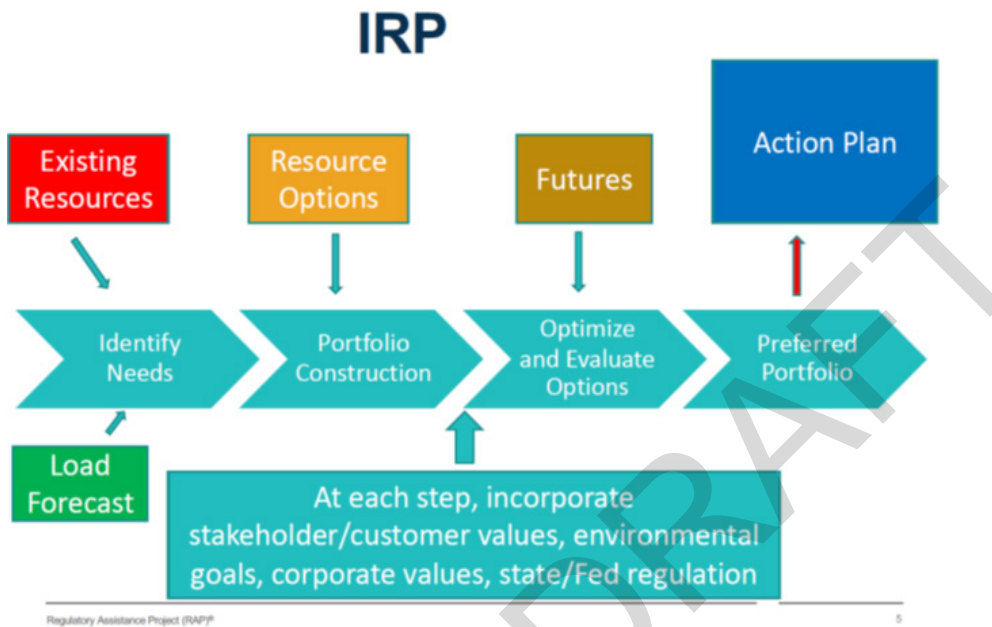 IRP
Existing
Resources
Resource
Options
Futures
Action Plan
Identify
Needs
Portfolio
Construction
Optimize
and Evaluate
Options
Preferred
Portfolio
Load
Forecast
At each step, incorporate
stakeholder/customer values, environmental
goals, corporate values, state/Fed regulation
Regulatory Assistance Project (RAP)®
5
DRAFT